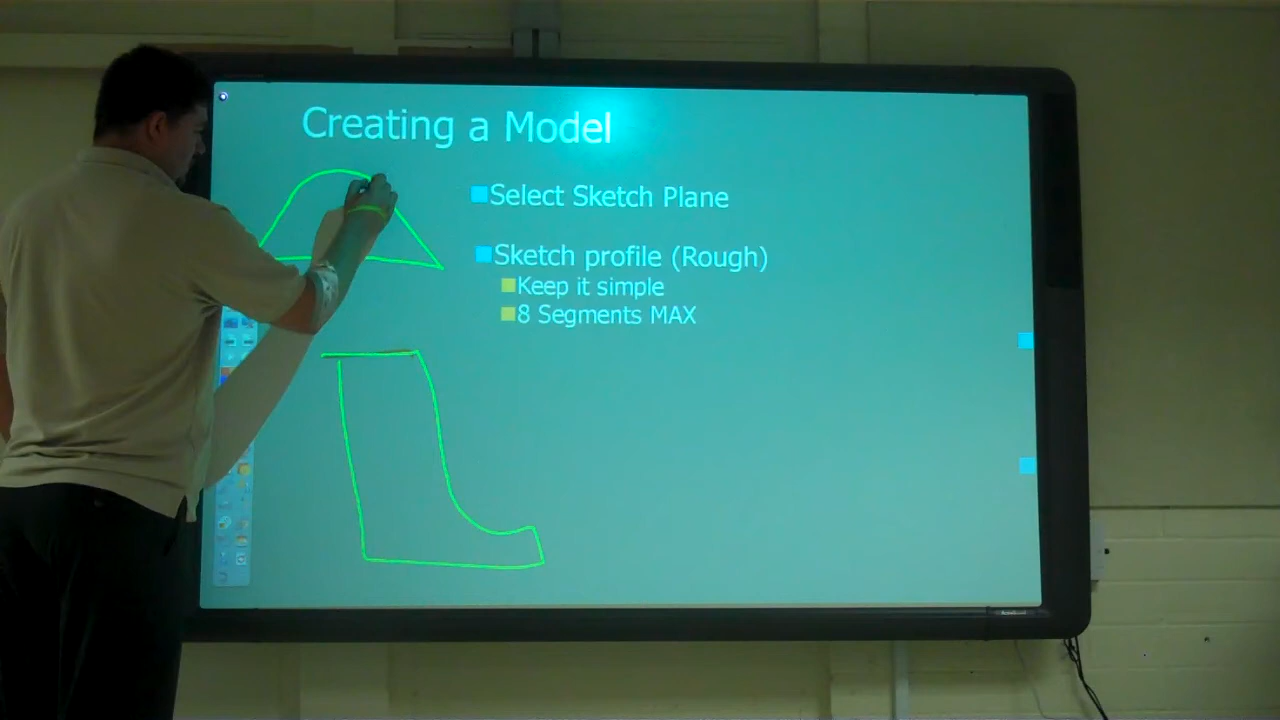 Creating a Model
Select Sketch Plane
Sketch profile (Rough)
Keep it simple
8 Segments MAX